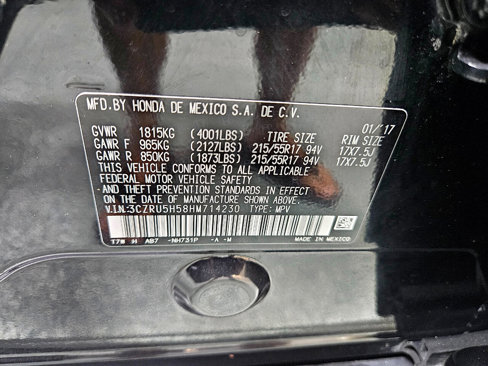 MFD.BY HONDA DE MEXICO S.A. DE C.V.
01/'17
GVWR 1815KG (4001LBS) TIRE SIZE RIM SIZE
GAWR F 965KG (2127LBS) 215/55R17 94V 17X7.5J
GAWR R 850KG (1873LBS) 215/55R17 94V 17X7.5J
THIS VEHICLE CONFORMS TO ALL APPLICABLE
FEDERAL MOTOR VEHICLE SAFETY AND
THEFT PREVENTION STANDARDS IN EFFECT
ON THE DATE OF MANUFACTURE SHOWN ABOVE.
V.I.N.:3CZRU5H58HM714230 TYPE: MPV
T7W H AB7 -NH731P -A -M
MADE IN MEXICO